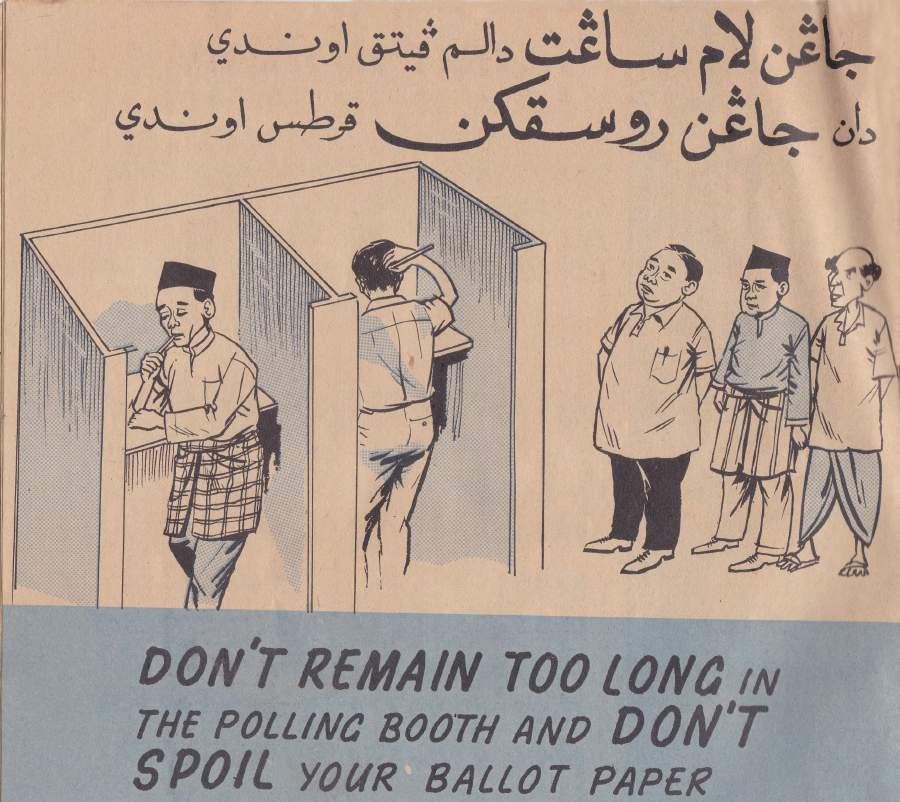 جاڠن لام ساڠت دالم ڤيتق اوندي
دان جاڠن روسقكن قرطس اوندي
DON'T REMAIN TOO LONG IN
THE POLLING BOOTH AND DON'T
SPOIL YOUR BALLOT PAPER